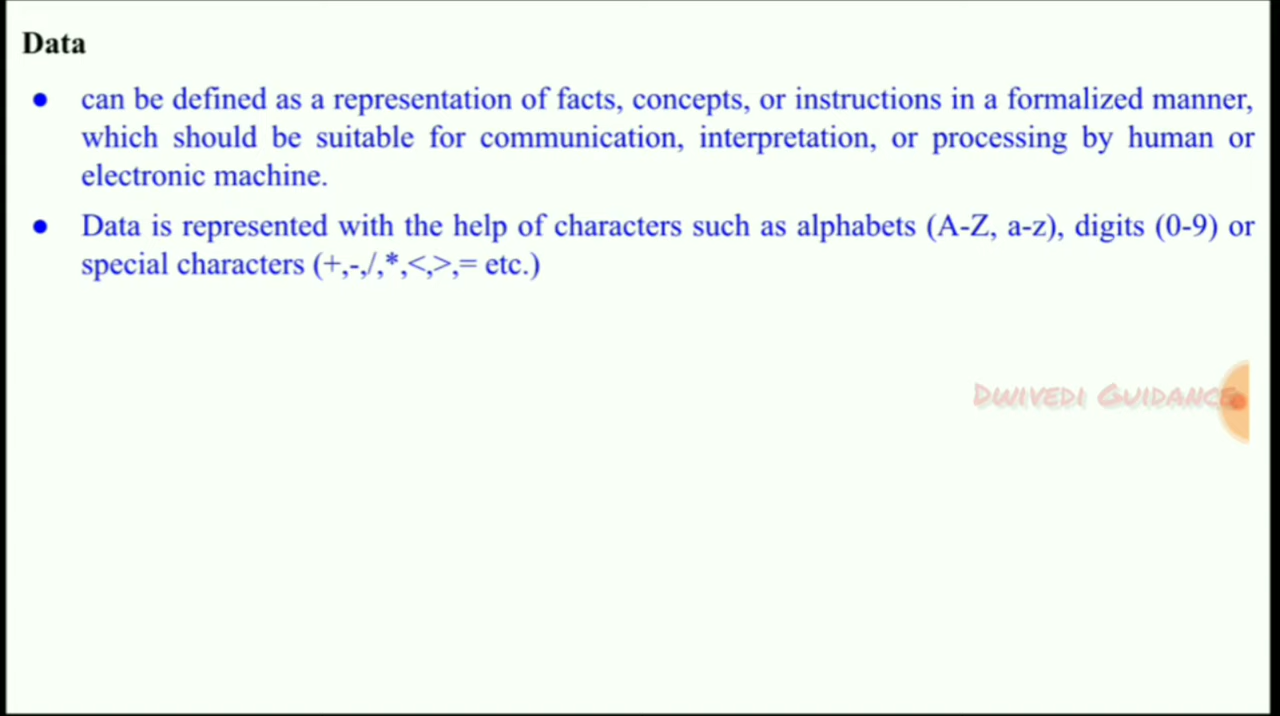 Data
● can be defined as a representation of facts, concepts, or instructions in a formalized manner,
which should be suitable for communication, interpretation, or processing by human or
electronic machine.
● Data is represented with the help of characters such as alphabets (A-Z, a-z), digits (0-9) or
special characters (+,-,/,*,<,>,= etc.)
Dwivedi Guidance